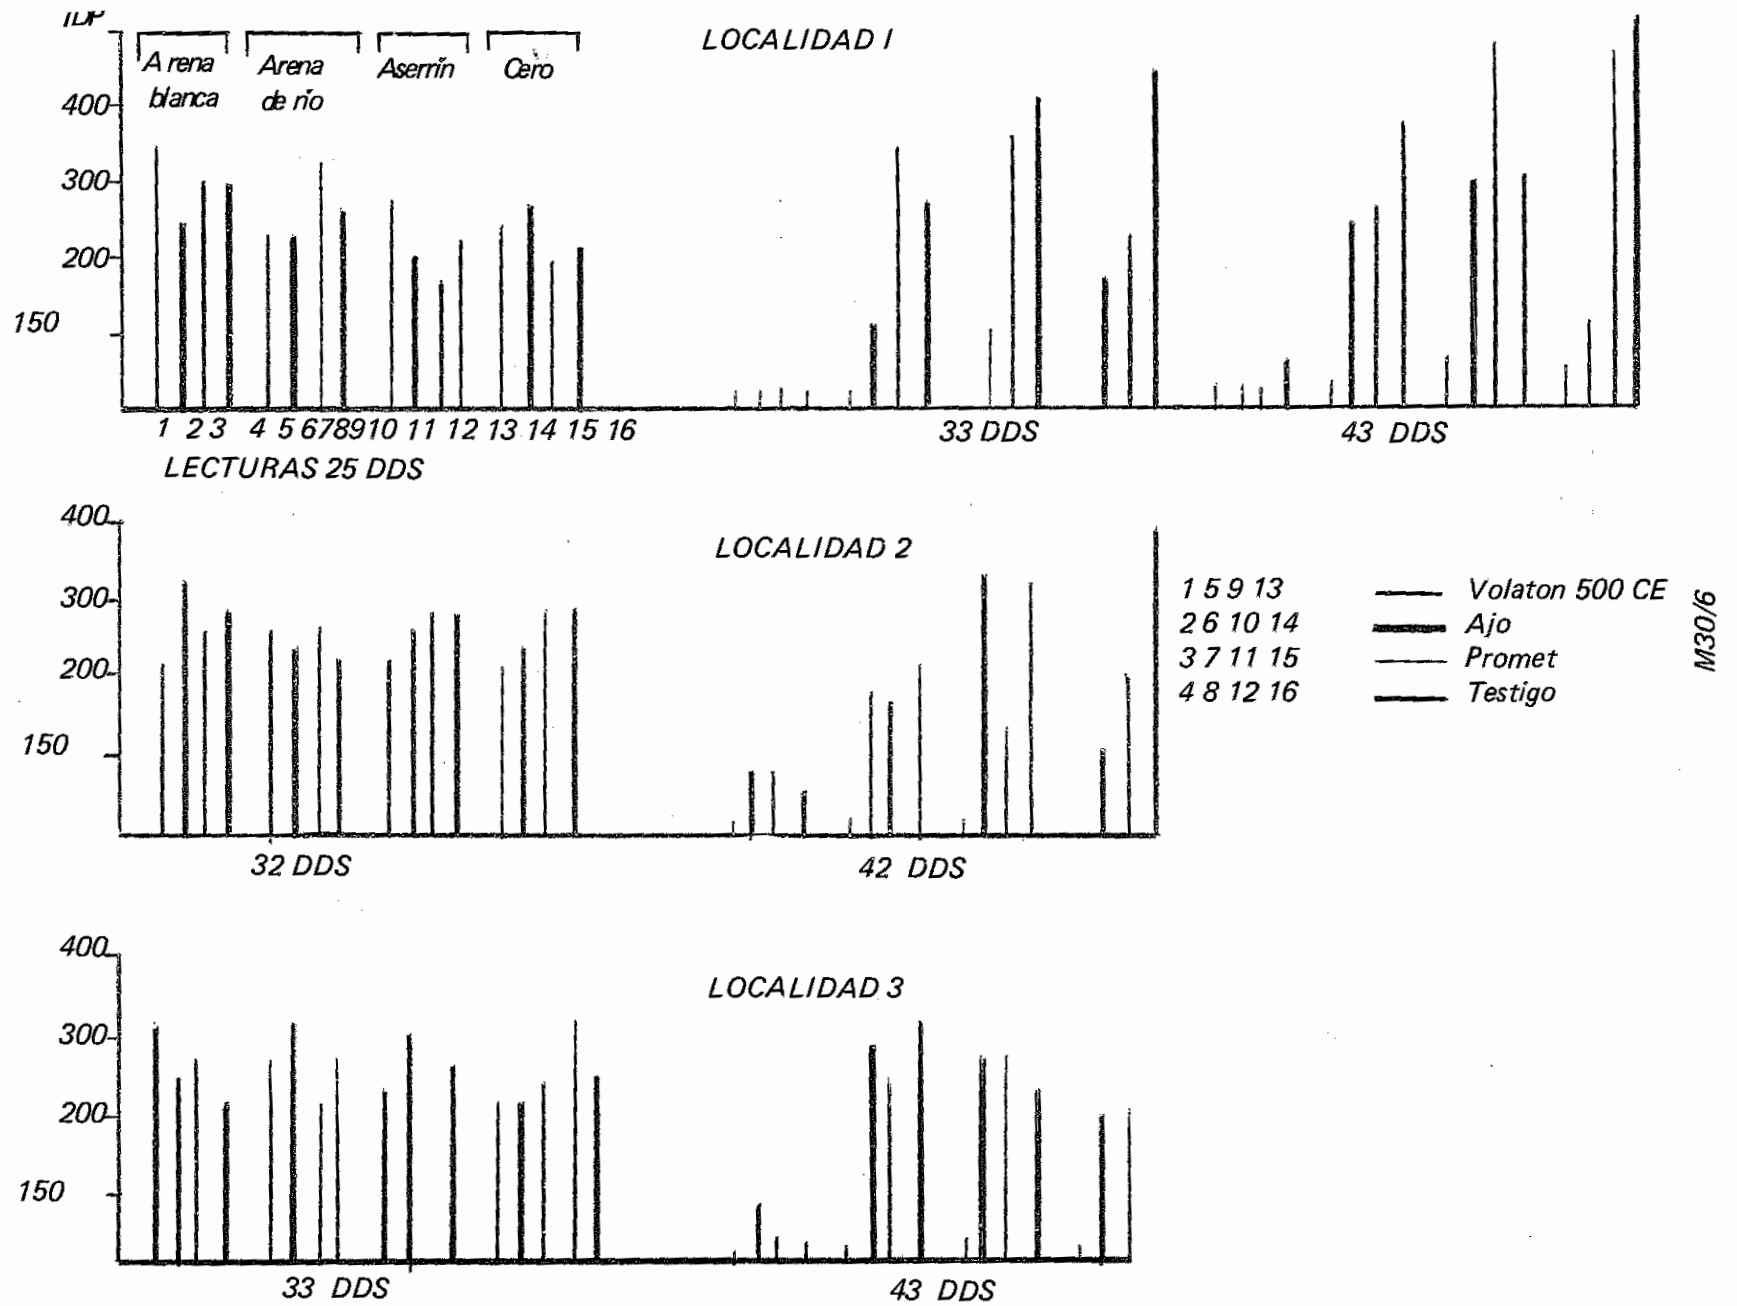 IDP
LOCALIDAD 1
Arena
blanca
Arena
de río
Aserrín
Cero
400
300
200
150
1 2 3 4 5 6 7 8 9 10 11 12 13 14 15 16
33 DDS
43 DDS
LECTURAS 25 DDS
400
300
200
150
LOCALIDAD 2
32 DDS
42 DDS
1 5 9 13 Volaton 500 CE
2 6 10 14 Ajo
3 7 11 15 Promet
4 8 12 16 Testigo
M30/6
400
300
200
150
LOCALIDAD 3
33 DDS
43 DDS